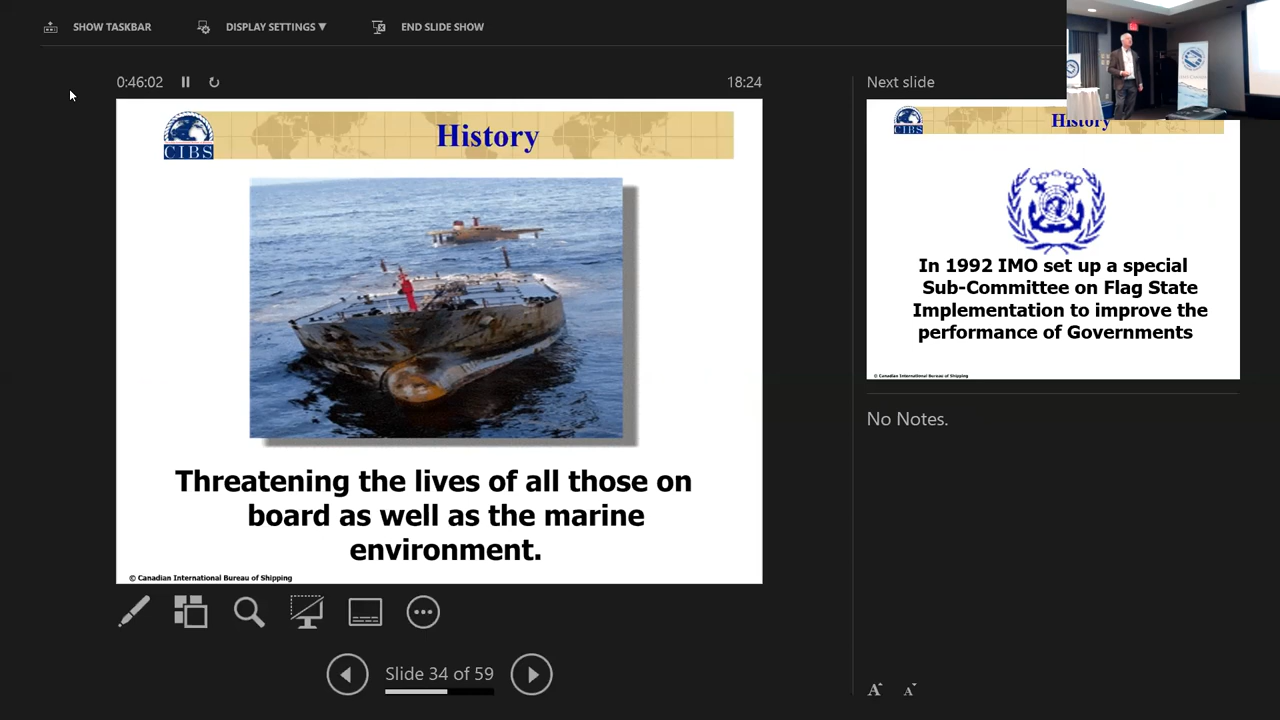 SHOW TASKBAR
DISPLAY SETTINGS ▼
END SLIDE SHOW
0:46:02
18:24
CIBS
History
Threatening the lives of all those on
board as well as the marine
environment.
© Canadian International Bureau of Shipping
Slide 34 of 59
Next slide
CIBS
History
In 1992 IMO set up a special
Sub-Committee on Flag State
Implementation to improve the
performance of Governments
© Canadian International Bureau of Shipping
No Notes.
A A